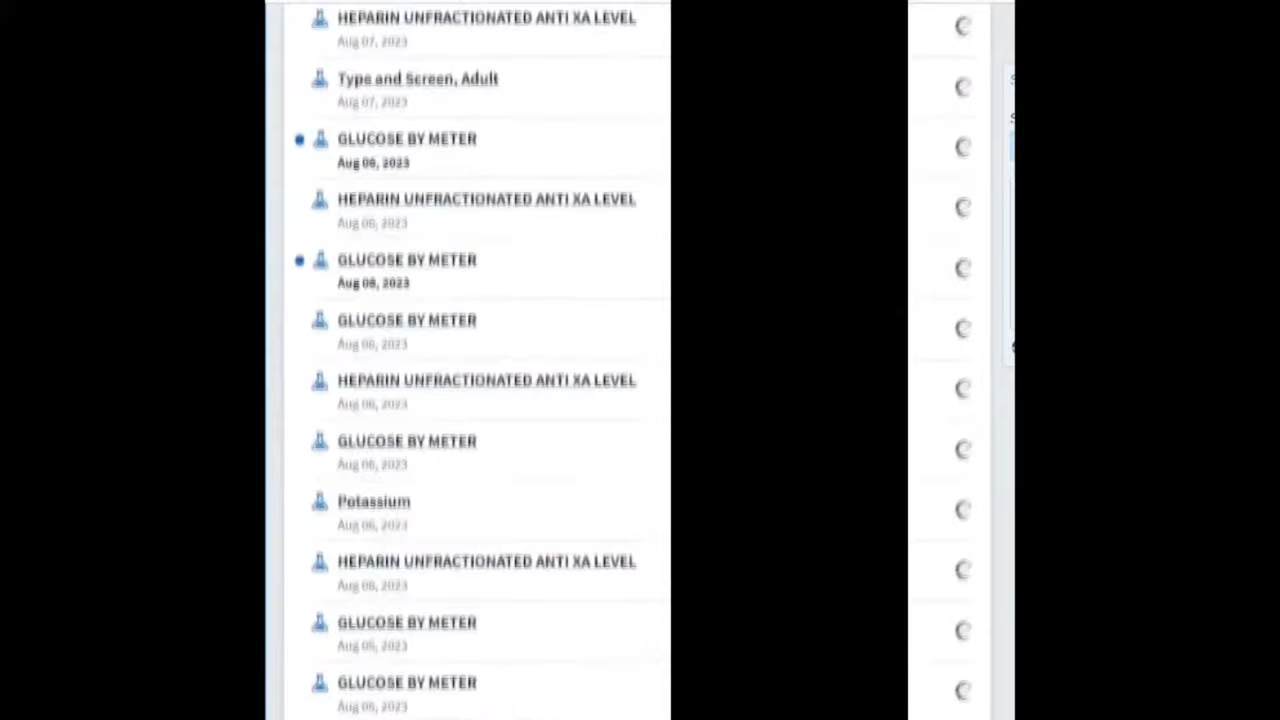 HEPARIN UNFRACTIONATED ANTI XA LEVEL
Aug 07, 2023
Type and Screen, Adult
Aug 07, 2023
GLUCOSE BY METER
Aug 06, 2023
HEPARIN UNFRACTIONATED ANTI XA LEVEL
Aug 06, 2023
GLUCOSE BY METER
Aug 06, 2023
GLUCOSE BY METER
Aug 06, 2023
HEPARIN UNFRACTIONATED ANTI XA LEVEL
Aug 06, 2023
GLUCOSE BY METER
Aug 06, 2023
Potassium
Aug 06, 2023
HEPARIN UNFRACTIONATED ANTI XA LEVEL
Aug 06, 2023
GLUCOSE BY METER
Aug 05, 2023
GLUCOSE BY METER
Aug 05, 2023